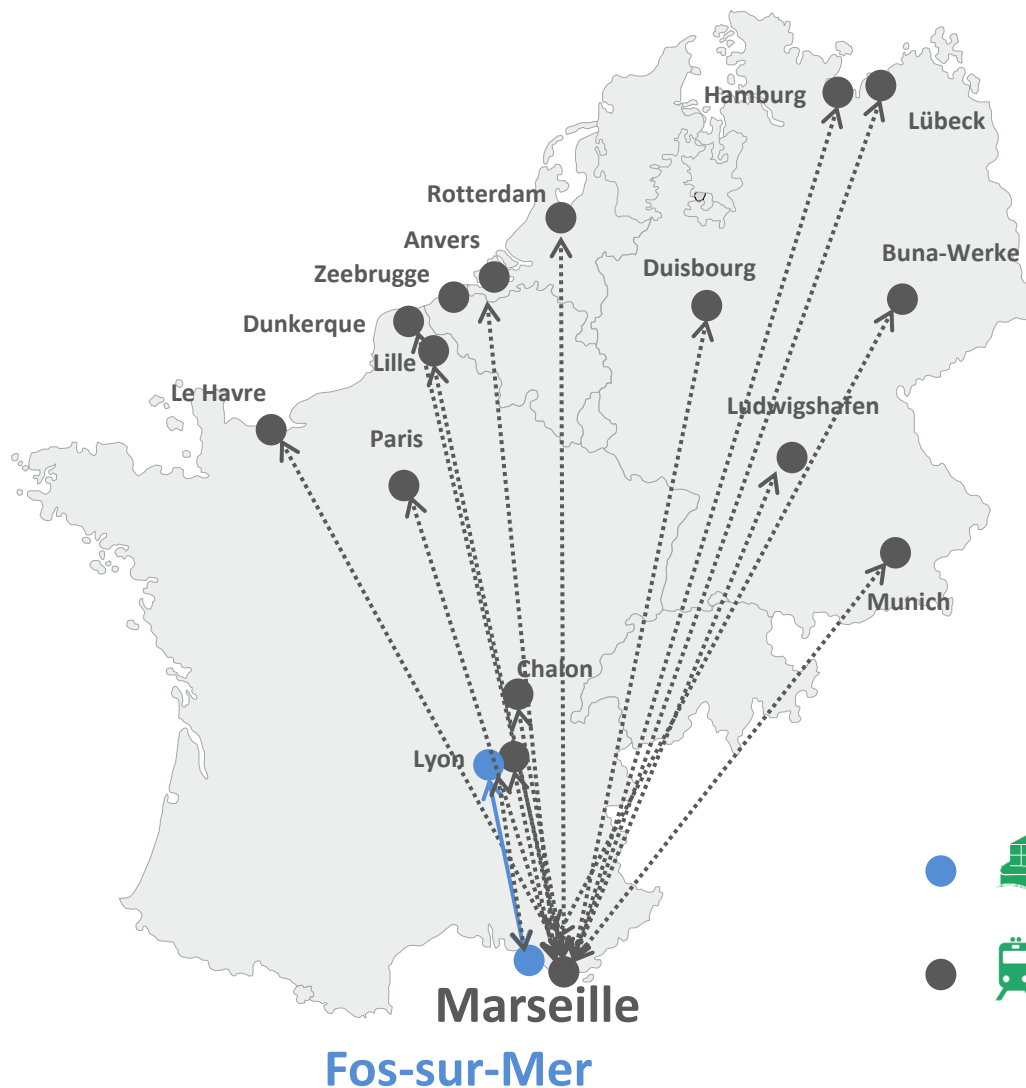 Hamburg
Lübeck
Rotterdam
Anvers
Buna-Werke
Duisbourg
Zeebrugge
Dunkerque
Lille
Le Havre
Ludwigshafen
Paris
Munich
Chalon
Lyon
Marseille
Fos-sur-Mer